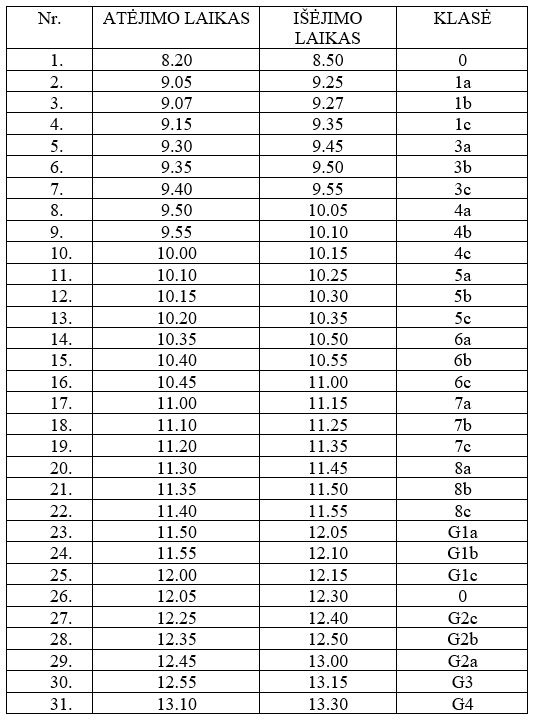 Nr. ATĖJIMO LAIKAS IŠĖJIMO LAIKAS KLASĖ
1. 8.20 8.50 0
2. 9.05 9.25 1a
3. 9.07 9.27 1b
4. 9.15 9.35 1c
5. 9.30 9.45 3a
6. 9.35 9.50 3b
7. 9.40 9.55 3c
8. 9.50 10.05 4a
9. 9.55 10.10 4b
10. 10.00 10.15 4c
11. 10.10 10.25 5a
12. 10.15 10.30 5b
13. 10.20 10.35 5c
14. 10.35 10.50 6a
15. 10.40 10.55 6b
16. 10.45 11.00 6c
17. 11.00 11.15 7a
18. 11.10 11.25 7b
19. 11.20 11.35 7c
20. 11.30 11.45 8a
21. 11.35 11.50 8b
22. 11.40 11.55 8c
23. 11.50 12.05 G1a
24. 11.55 12.10 G1b
25. 12.00 12.15 G1c
26. 12.05 12.30 0
27. 12.25 12.40 G2c
28. 12.35 12.50 G2b
29. 12.45 13.00 G2a
30. 12.55 13.15 G3
31. 13.10 13.30 G4